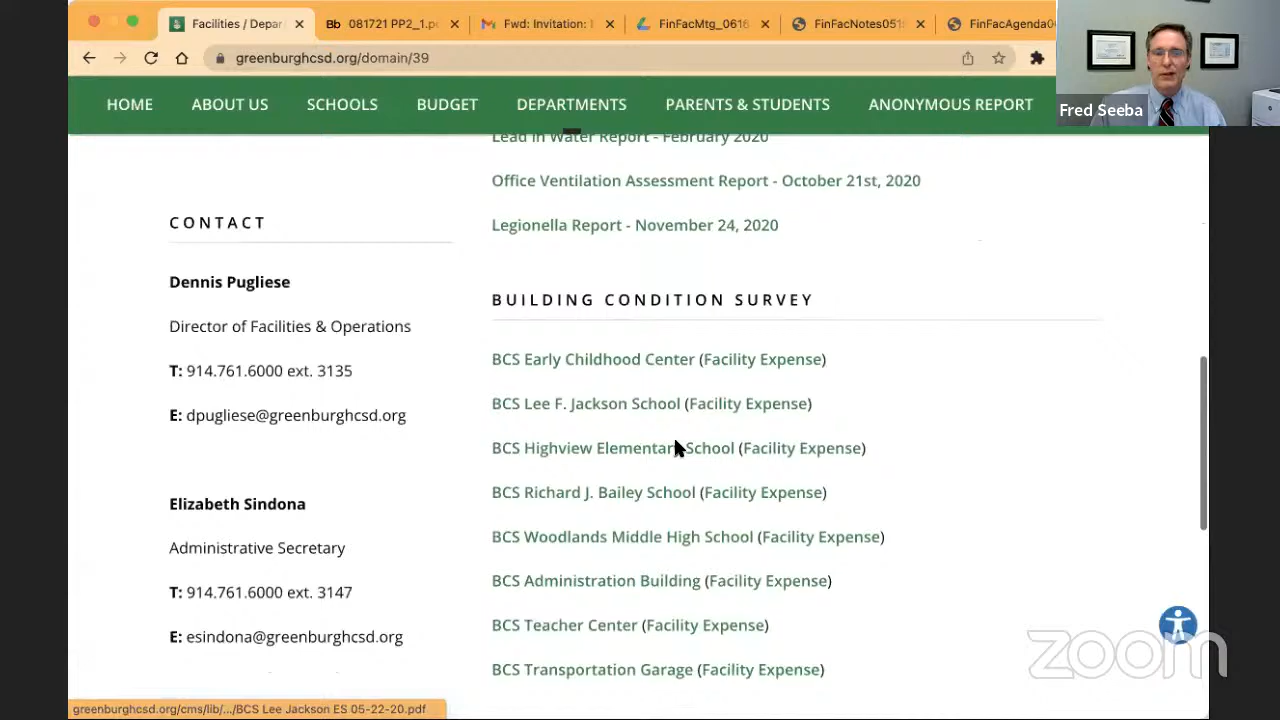 Facilities / Depar
Bb 081721 PP2_1.p
Fwd: Invitation:
FinFacMtg_0616
FinFacNotes051
FinFacAgenda0
greenburghcsd.org/domain/39
Fred Seeba
HOME ABOUT US SCHOOLS BUDGET DEPARTMENTS PARENTS & STUDENTS ANONYMOUS REPORT
Lead in Water Report - February 2020
Office Ventilation Assessment Report - October 21st, 2020
Legionella Report - November 24, 2020
CONTACT
Dennis Pugliese
Director of Facilities & Operations
T: 914.761.6000 ext. 3135
E: dpugliese@greenburghcsd.org
Elizabeth Sindona
Administrative Secretary
T: 914.761.6000 ext. 3147
E: esindona@greenburghcsd.org
BUILDING CONDITION SURVEY
BCS Early Childhood Center (Facility Expense)
BCS Lee F. Jackson School (Facility Expense)
BCS Highview Elementary School (Facility Expense)
BCS Richard J. Bailey School (Facility Expense)
BCS Woodlands Middle High School (Facility Expense)
BCS Administration Building (Facility Expense)
BCS Teacher Center (Facility Expense)
BCS Transportation Garage (Facility Expense)
zoom
greenburghcsd.org/cms/lib/.../BCS Lee Jackson ES 05-22-20.pdf